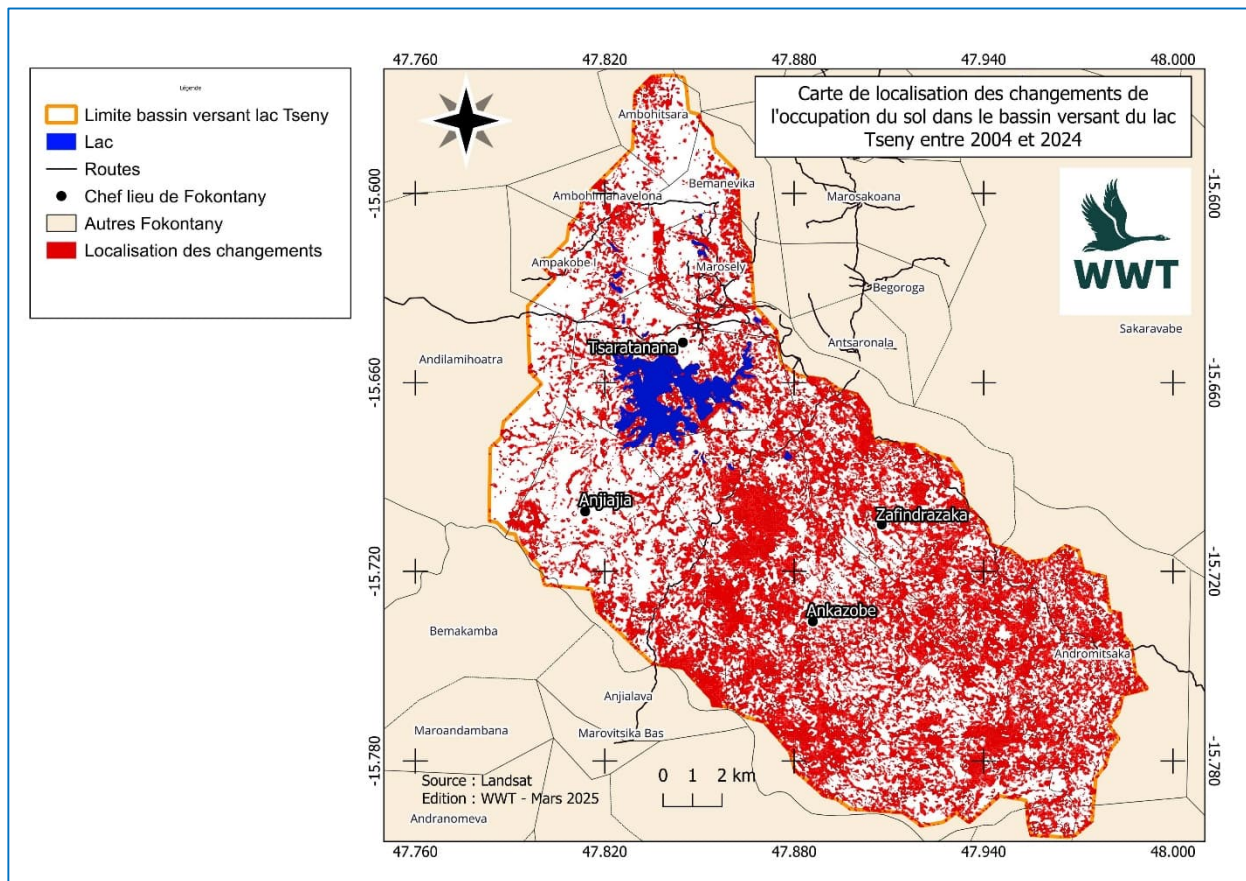 Légende
Limite bassin versant lac Tseny
Lac
Routes
Chef lieu de Fokontany
Autres Fokontany
Localisation des changements
47.760 47.820 47.880 47.940 48.000
Carte de localisation des changements de
l'occupation du sol dans le bassin versant du lac
Tseny entre 2004 et 2024
WWT
Ambohitsara
Bemanevika
-15.600
Ambohimahavelona
Marosakoana
-15.600
Ampakobe I
Marosely
Begoroga
Sakaravabe
Tsaratanana
Antsaronala
Andilamihoatra
-15.660
-15.660
Anjiajia
Zafindrazaka
-15.720
-15.720
Ankazobe
Bemakamba
Andromitsaka
Anjialava
Maroandambana
Marovitsika Bas
-15.780
-15.780
0 1 2 km
Source : Landsat
Edition : WWT - Mars 2025
Andranomeva
47.760 47.820 47.880 47.940 48.000